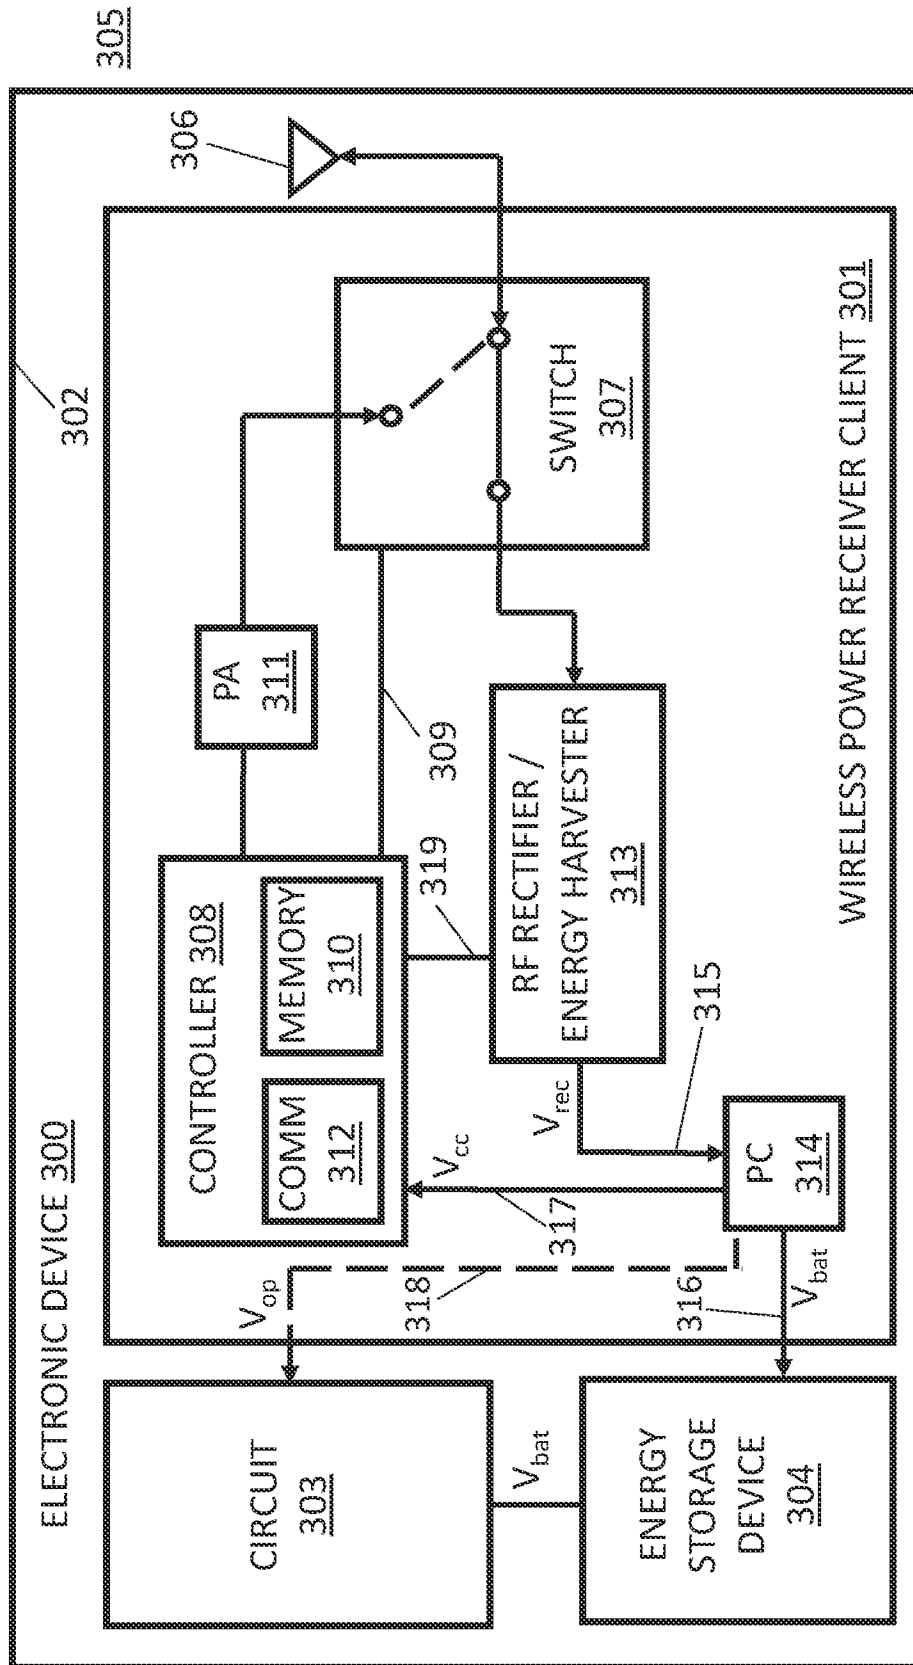 305
ELECTRONIC DEVICE 300
302
306
CONTROLLER 308
COMM
312
MEMORY
310
PA
311
309
319
SWITCH
307
CIRCUIT
303
Vop
318
Vcc
317
Vrec
315
RF RECTIFIER /
ENERGY HARVESTER
313
PC
314
316
Vbat
Vbat
ENERGY
STORAGE
DEVICE
304
WIRELESS POWER RECEIVER CLIENT 301